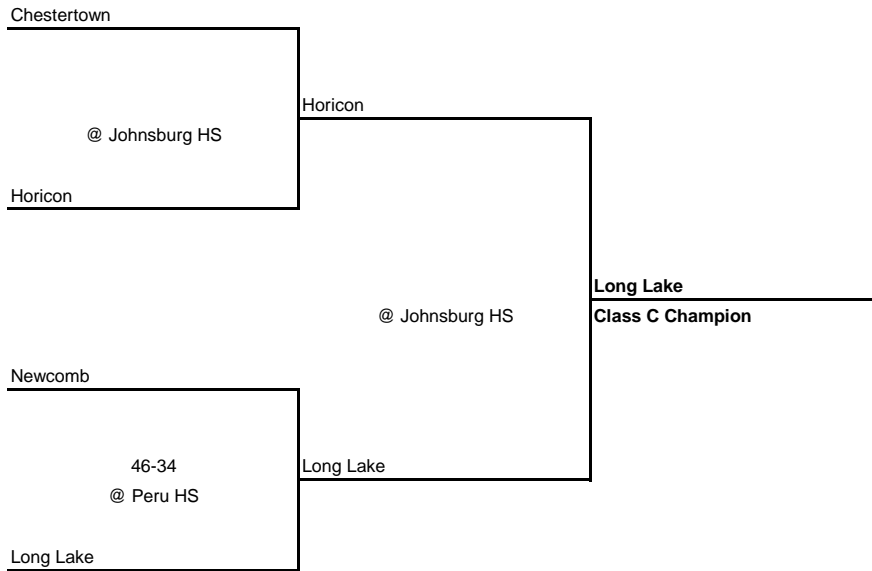 Chestertown
Horicon
@ Johnsburg HS
Horicon
Long Lake
@ Johnsburg HS
Class C Champion
Newcomb
46-34
Long Lake
@ Peru HS
Long Lake